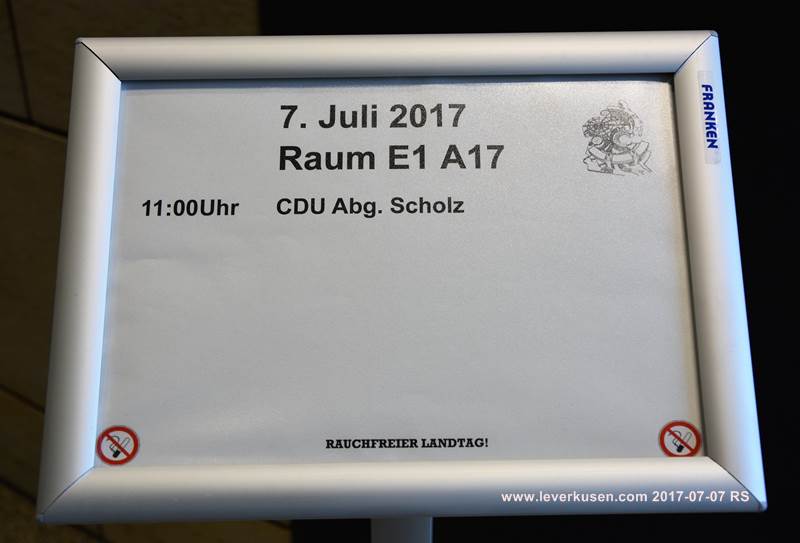 7. Juli 2017
FRANKEN
Raum E1 A17
11:00Uhr CDU Abg. Scholz
RAUCHFREIER LANDTAG!
www.leverkusen.com 2017-07-07 RS